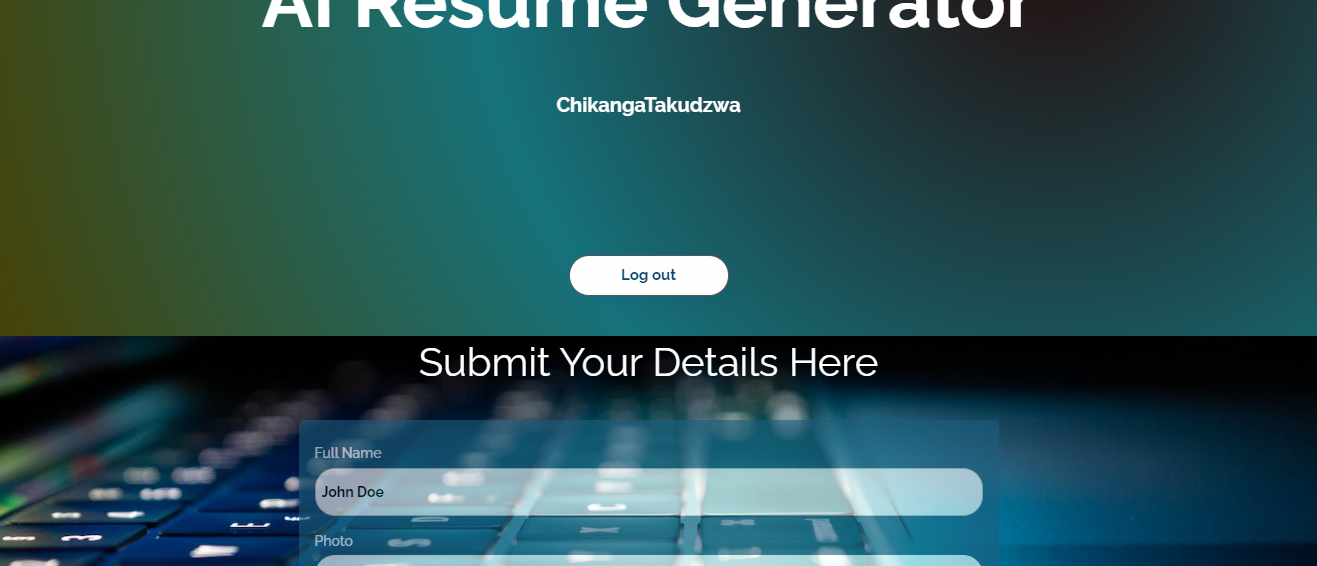 AI Resume Generator
ChikangaTakudzwa
Log out
Submit Your Details Here
Full Name
John Doe
Photo